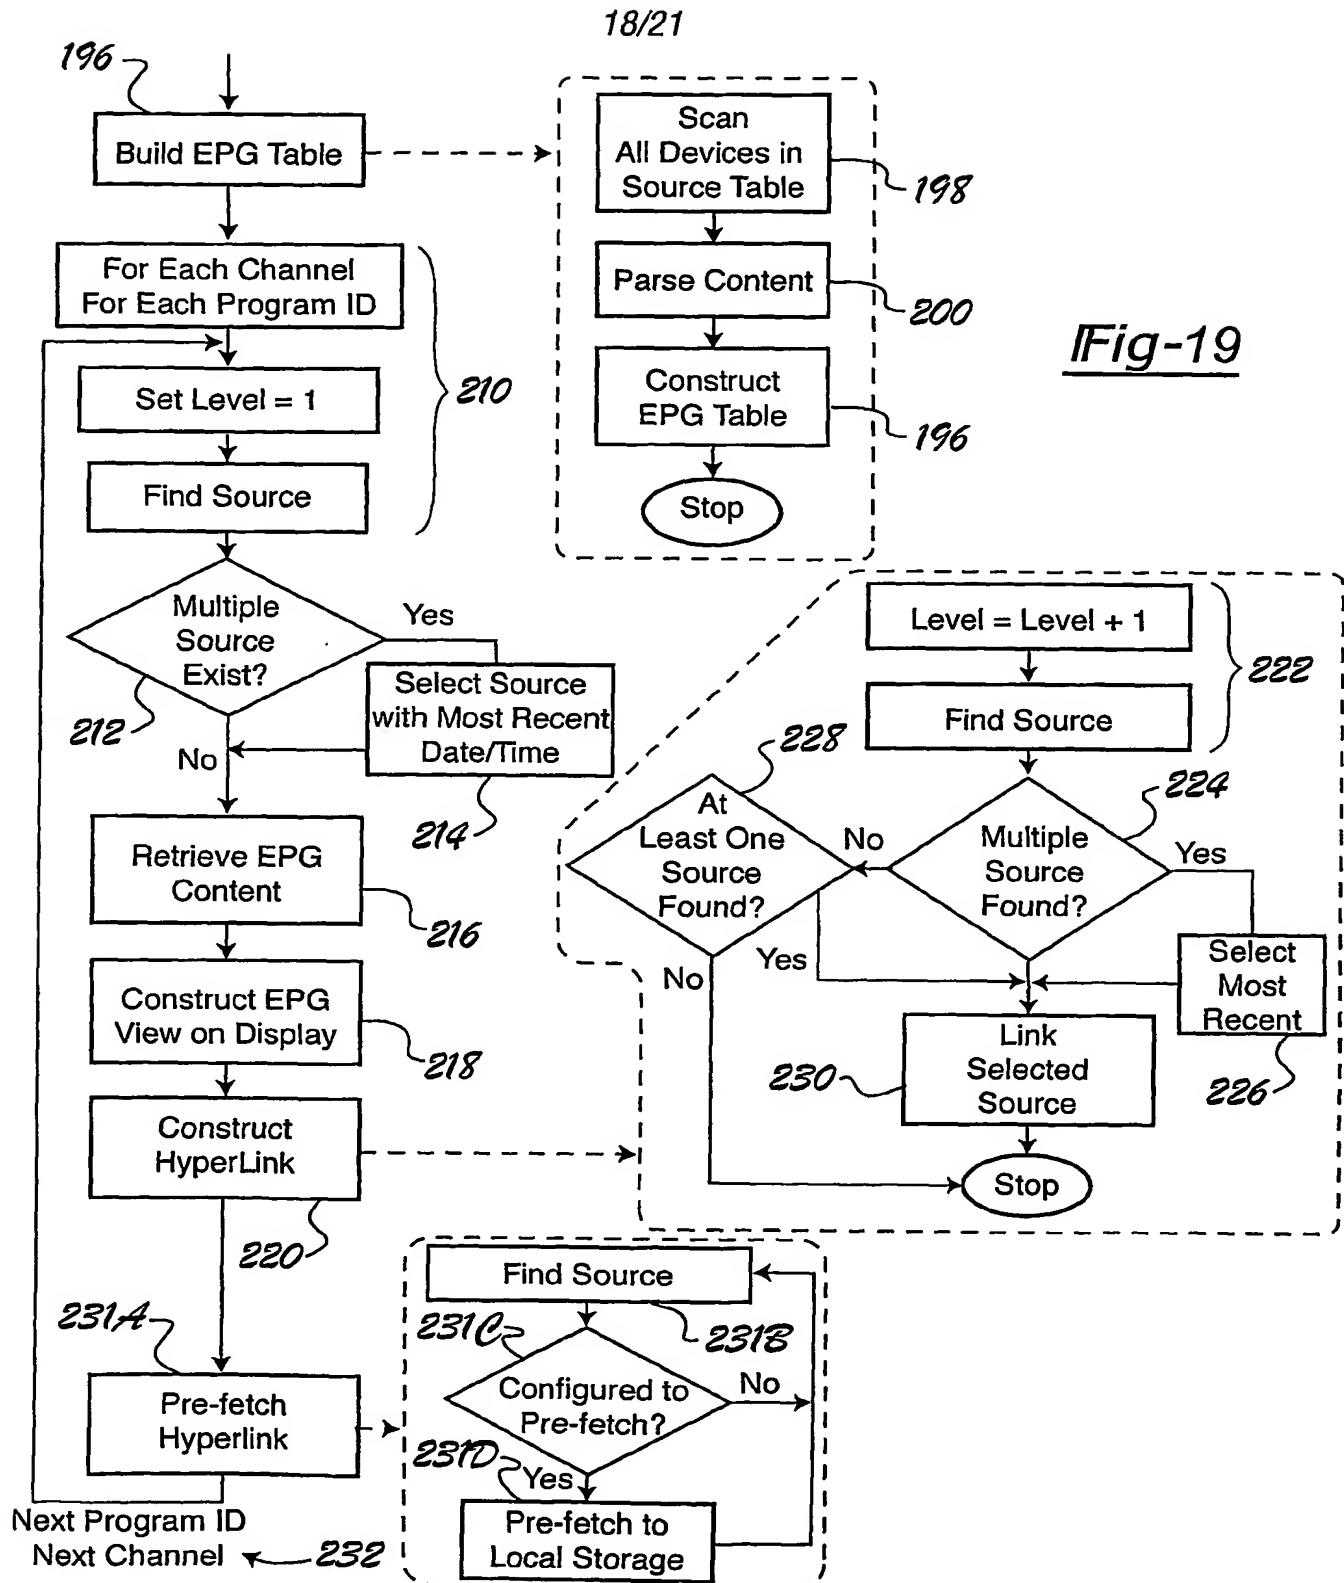 18/21
196
Build EPG Table
For Each Channel
For Each Program ID
Set Level = 1
Find Source
210
Multiple
Source
Exist?
Yes
212
No
Select Source
with Most Recent
Date/Time
214
Retrieve EPG
Content
216
Construct EPG
View on Display
218
Construct
HyperLink
220
231A
Pre-fetch
Hyperlink
Next Program ID
Next Channel
232
Scan
All Devices in
Source Table
198
Parse Content
200
Construct
EPG Table
196
Stop
Fig-19
Level = Level + 1
Find Source
222
228
At
Least One
Source
Found?
No
Multiple
Source
Found?
224
Yes
No
Yes
Select
Most
Recent
226
Link
Selected
Source
230
Stop
Find Source
231B
231C
Configured to
Pre-fetch?
No
231D
Yes
Pre-fetch to
Local Storage